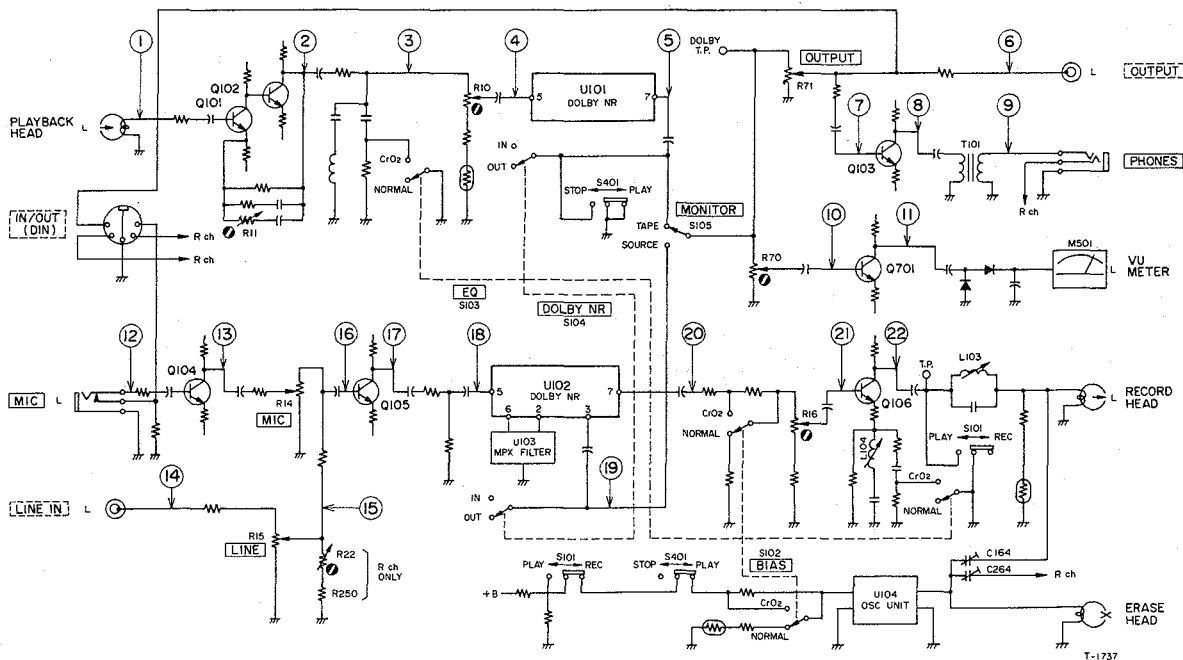 1
2
3
4
5
6
7
8
9
10
11
12
13
14
15
16
17
18
19
20
21
22
PLAYBACK HEAD L
Q101
Q102
R11
CrO2
NORMAL
R10
5
U101
DOLBY NR
7
IN
OUT
STOP
S401
PLAY
MONITOR
S105
TAPE
SOURCE
DOLBY
T.P.
OUTPUT
R71
L
OUTPUT
Q103
T101
PHONES
R ch
R70
Q701
M501
L
VU
METER
IN/OUT
(DIN)
R ch
R ch
EQ
S103
DOLBY NR
S104
MIC L
Q104
R14
MIC
Q105
5
U102
DOLBY NR
7
6
2
3
U103
MPX FILTER
IN
OUT
CrO2
NORMAL
R16
Q106
L104
T.P.
L103
PLAY
S101
REC
CrO2
NORMAL
L
RECORD
HEAD
LINE IN L
R15
LINE
R22
R250
R ch
ONLY
PLAY
S101
REC
STOP
S401
PLAY
S102
BIAS
+B
CrO2
NORMAL
U104
OSC UNIT
C164
C264
R ch
ERASE
HEAD
T-1737